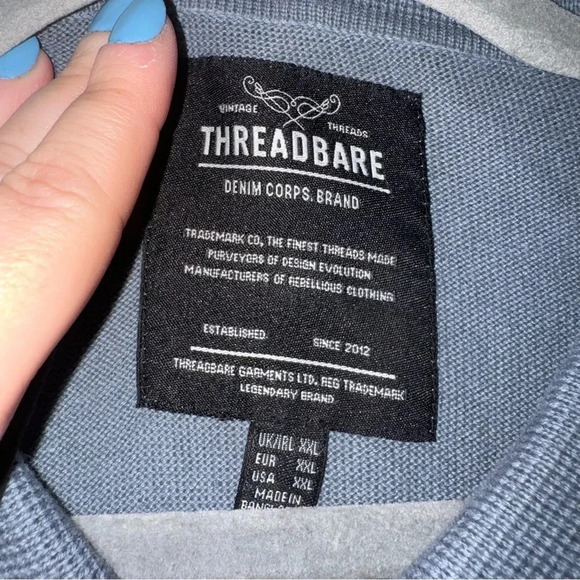 VINTAGE THREADS
THREADBARE
DENIM CORPS. BRAND
TRADEMARK CO, THE FINEST THREADS MADE
PURVEYORS OF DESIGN EVOLUTION
MANUFACTURERS OF REBELLIOUS CLOTHING
ESTABLISHED SINCE 2012
THREADBARE GARMENTS LTD. REG TRADEMARK
LEGENDARY BRAND
UK/IRL XXL
EUR XXL
USA XXL
MADE IN